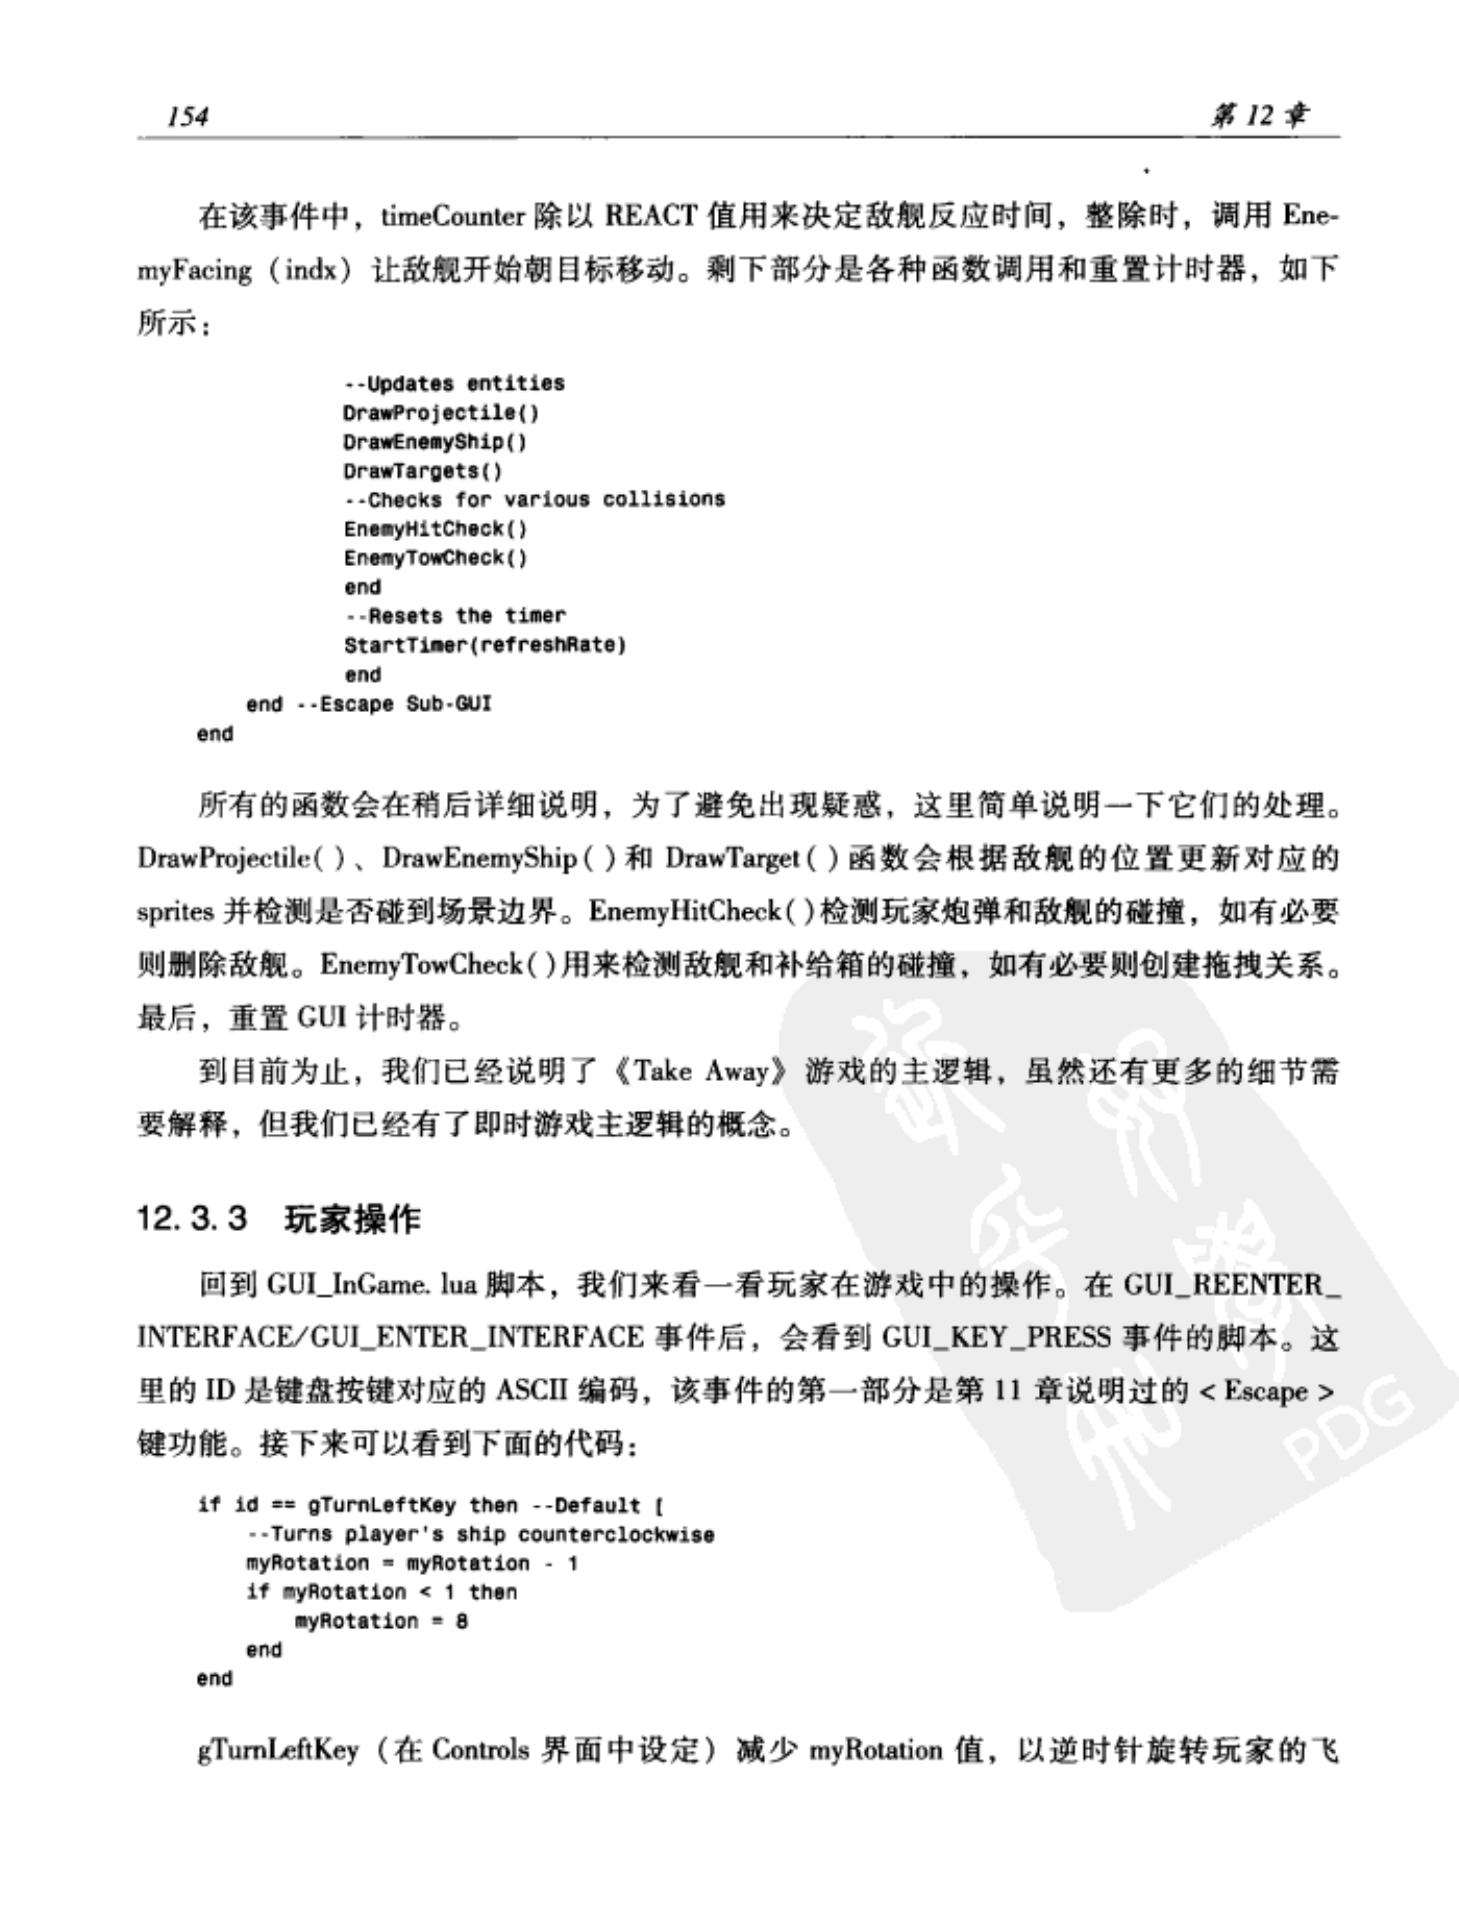 154
第 12 章
在该事件中，timeCounter 除以 REACT 值用来决定敌舰反应时间，整除时，调用 Ene-
myFacing（indx）让敌舰开始朝目标移动。剩下部分是各种函数调用和重置计时器，如下
所示：
--Updates entities
DrawProjectile()
DrawEnemyShip()
DrawTargets()
--Checks for various collisions
EnemyHitCheck()
EnemyTowCheck()
end
--Resets the timer
StartTimer(refreshRate)
end
end --Escape Sub-GUI
end
所有的函数会在稍后详细说明，为了避免出现疑惑，这里简单说明一下它们的处理。
DrawProjectile( )、DrawEnemyShip( ) 和 DrawTarget( ) 函数会根据敌舰的位置更新对应的
sprites 并检测是否碰到场景边界。EnemyHitCheck( )检测玩家炮弹和敌舰的碰撞，如有必要
则删除敌舰。EnemyTowCheck( )用来检测敌舰和补给箱的碰撞，如有必要则创建拖拽关系。
最后，重置 GUI 计时器。
到目前为止，我们已经说明了《Take Away》游戏的主逻辑，虽然还有更多的细节需
要解释，但我们已经有了即时游戏主逻辑的概念。
12. 3. 3 玩家操作
回到 GUI_InGame. lua 脚本，我们来看一看玩家在游戏中的操作。在 GUI_REENTER_
INTERFACE/GUI_ENTER_INTERFACE 事件后，会看到 GUI_KEY_PRESS 事件的脚本。这
里的 ID 是键盘按键对应的 ASCII 编码，该事件的第一部分是第 11 章说明过的 < Escape >
键功能。接下来可以看到下面的代码：
if id == gTurnLeftKey then --Default [
--Turns player's ship counterclockwise
myRotation = myRotation - 1
if myRotation < 1 then
myRotation = 8
end
end
gTurnLeftKey（在 Controls 界面中设定）减少 myRotation 值，以逆时针旋转玩家的飞
PDG